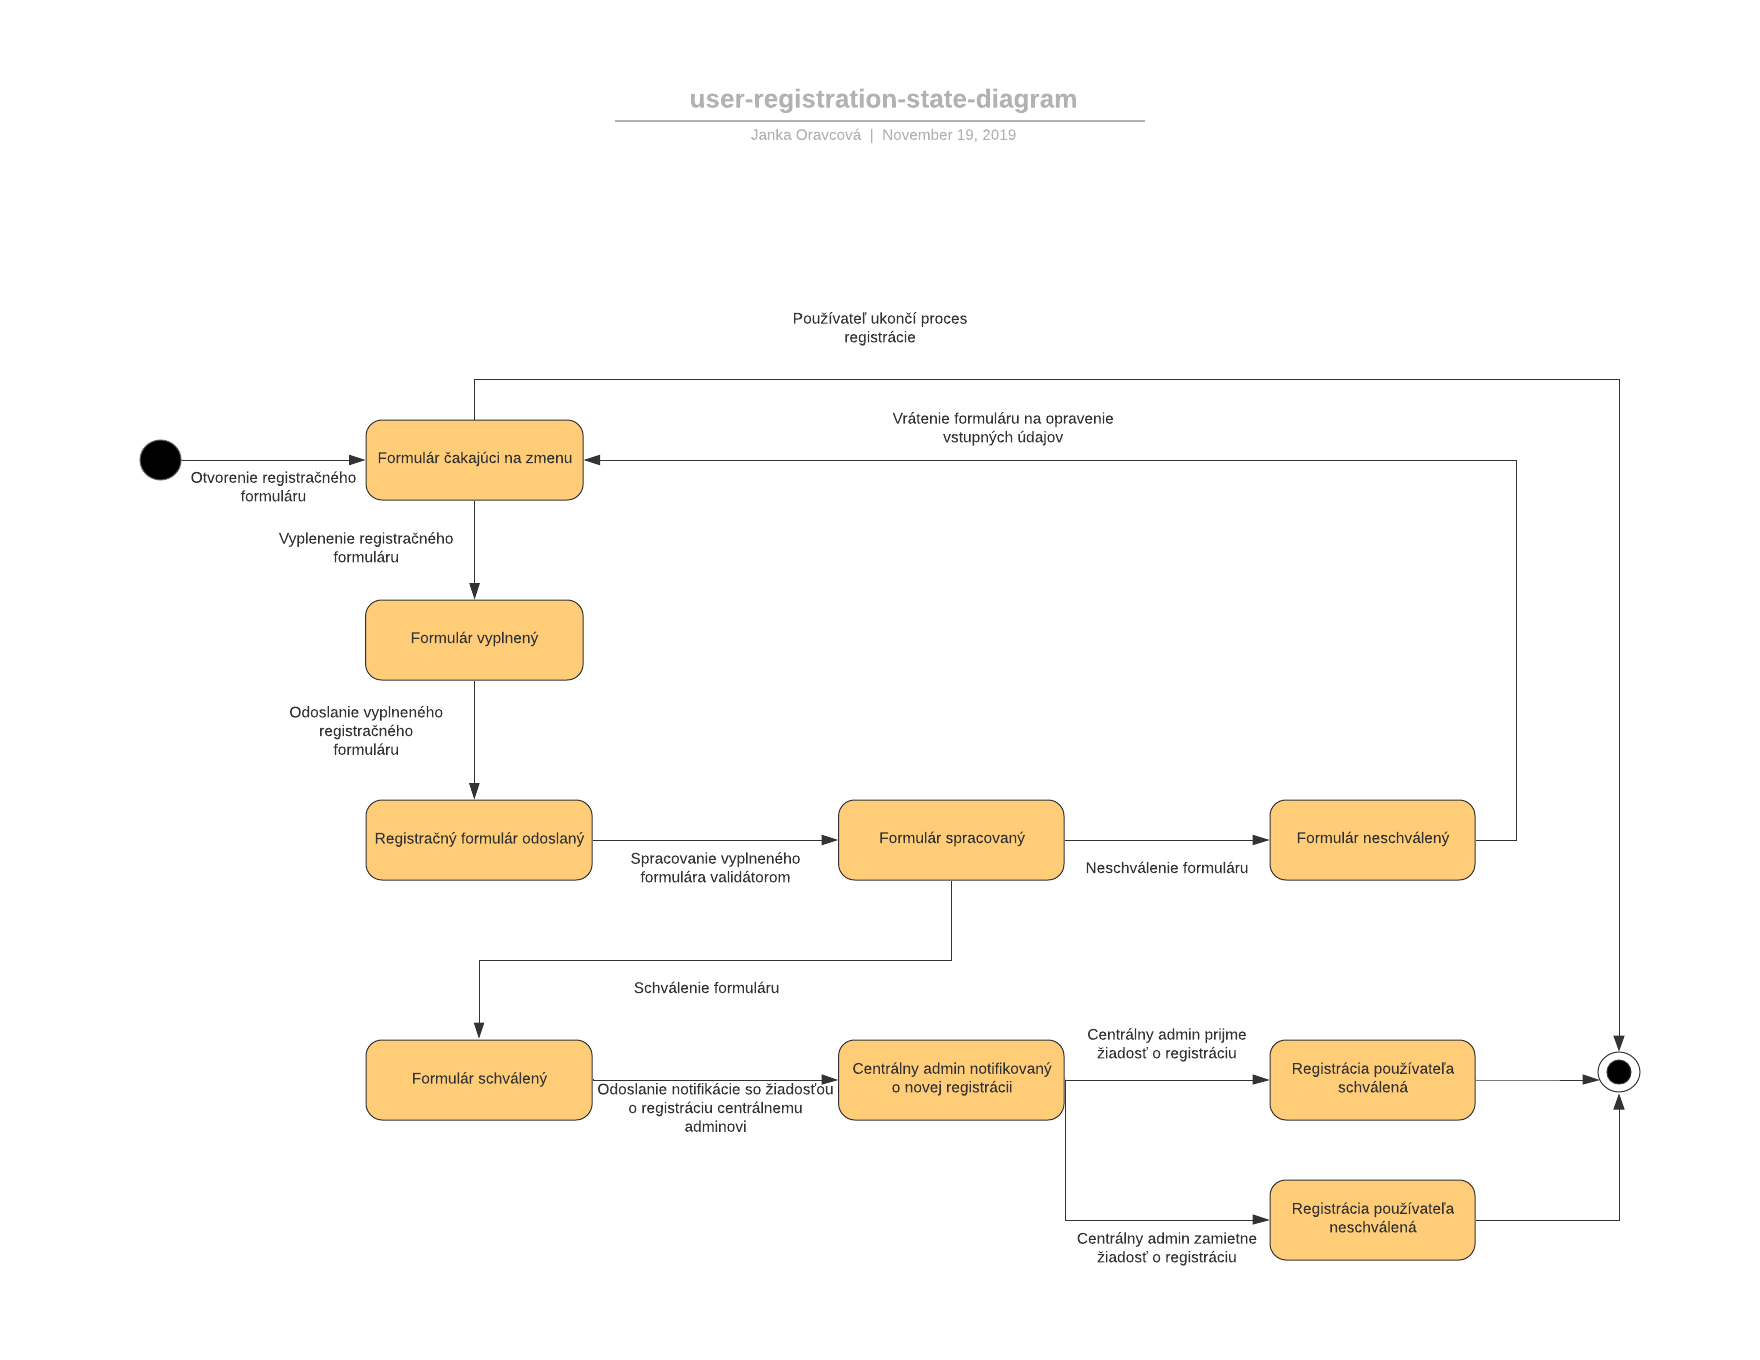 user-registration-state-diagram
Janka Oravcová | November 19, 2019
Používateľ ukončí proces
registrácie
Vrátenie formuláru na opravenie
vstupných údajov
Formulár čakajúci na zmenu
Otvorenie registračného
formuláru
Vyplenenie registračného
formuláru
Formulár vyplnený
Odoslanie vyplneného
registračného
formuláru
Registračný formulár odoslaný
Spracovanie vyplneného
formulára validátorom
Formulár spracovaný
Neschválenie formuláru
Formulár neschválený
Schválenie formuláru
Formulár schválený
Odoslanie notifikácie so žiadosťou
o registráciu centrálnemu
adminovi
Centrálny admin notifikovaný
o novej registrácii
Centrálny admin prijme
žiadosť o registráciu
Registrácia používateľa
schválená
Centrálny admin zamietne
žiadosť o registráciu
Registrácia používateľa
neschválená